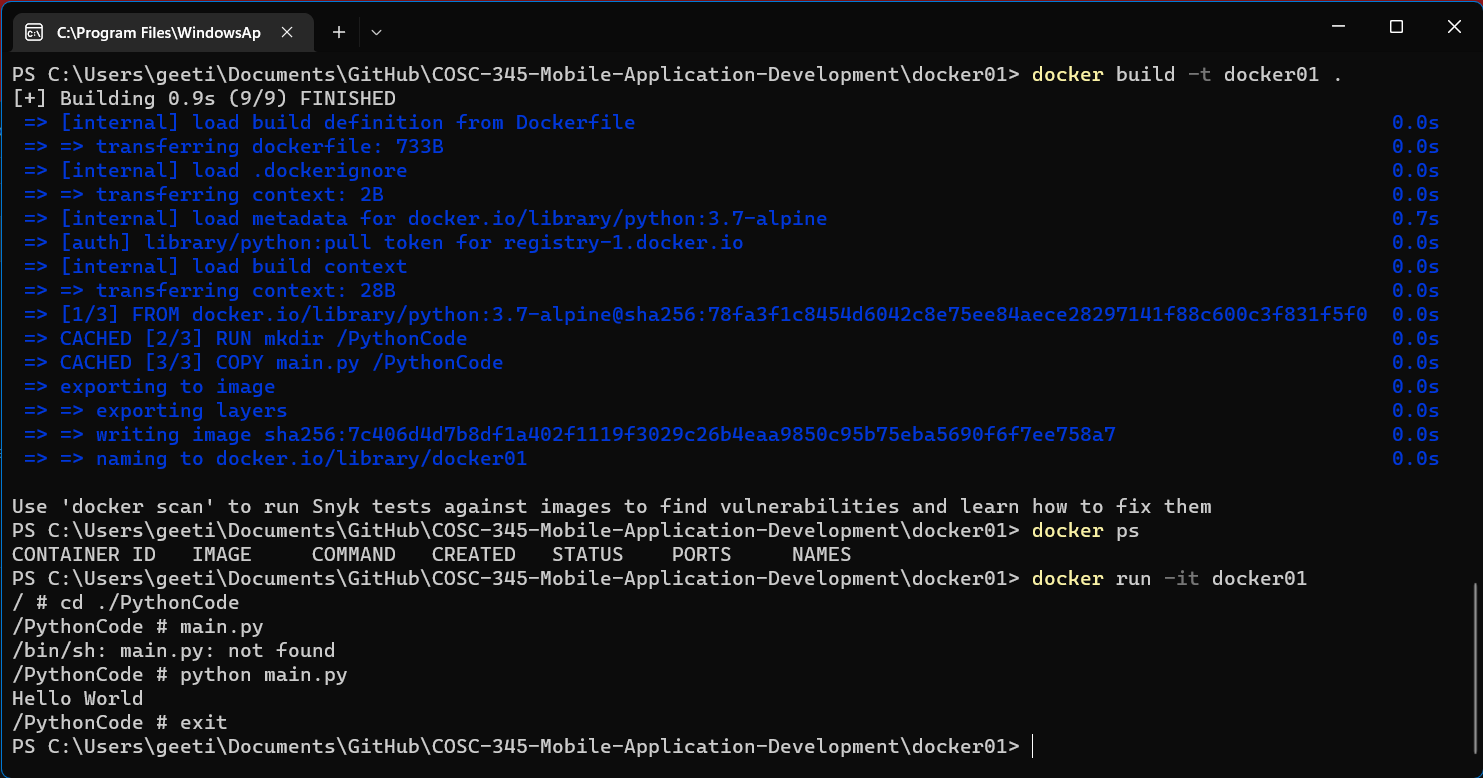 C:\Program Files\WindowsAp
PS C:\Users\geeti\Documents\GitHub\COSC-345-Mobile-Application-Development\docker01> docker build -t docker01 .
[+] Building 0.9s (9/9) FINISHED
=> [internal] load build definition from Dockerfile 0.0s
=> => transferring dockerfile: 733B 0.0s
=> [internal] load .dockerignore 0.0s
=> => transferring context: 2B 0.0s
=> [internal] load metadata for docker.io/library/python:3.7-alpine 0.7s
=> [auth] library/python:pull token for registry-1.docker.io 0.0s
=> [internal] load build context 0.0s
=> => transferring context: 28B 0.0s
=> [1/3] FROM docker.io/library/python:3.7-alpine@sha256:78fa3f1c8454d6042c8e75ee84aece28297141f88c600c3f831f5f0 0.0s
=> CACHED [2/3] RUN mkdir /PythonCode 0.0s
=> CACHED [3/3] COPY main.py /PythonCode 0.0s
=> exporting to image 0.0s
=> => exporting layers 0.0s
=> => writing image sha256:7c406d4d7b8df1a402f1119f3029c26b4eaa9850c95b75eba5690f6f7ee758a7 0.0s
=> => naming to docker.io/library/docker01 0.0s
Use 'docker scan' to run Snyk tests against images to find vulnerabilities and learn how to fix them
PS C:\Users\geeti\Documents\GitHub\COSC-345-Mobile-Application-Development\docker01> docker ps
CONTAINER ID IMAGE COMMAND CREATED STATUS PORTS NAMES
PS C:\Users\geeti\Documents\GitHub\COSC-345-Mobile-Application-Development\docker01> docker run -it docker01
/ # cd ./PythonCode
/PythonCode # main.py
/bin/sh: main.py: not found
/PythonCode # python main.py
Hello World
/PythonCode # exit
PS C:\Users\geeti\Documents\GitHub\COSC-345-Mobile-Application-Development\docker01>